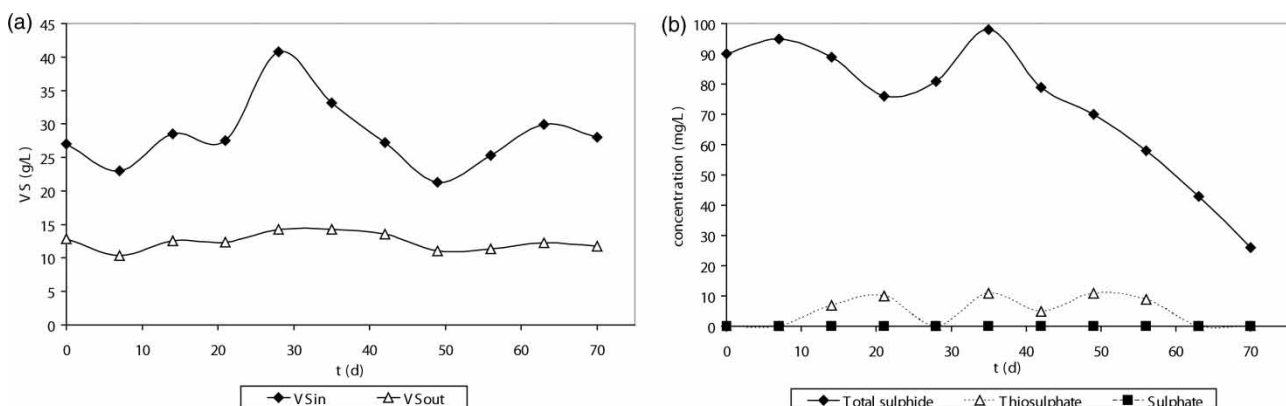 (a)
45
40
35
30
25
20
15
10
5
0
VS (g/L)
0 10 20 30 40 50 60 70
t (d)
VSin VSout
(b)
100
90
80
70
60
50
40
30
20
10
0
concentration (mg/L)
0 10 20 30 40 50 60 70
t (d)
Total sulphide Thiosulphate Sulphate